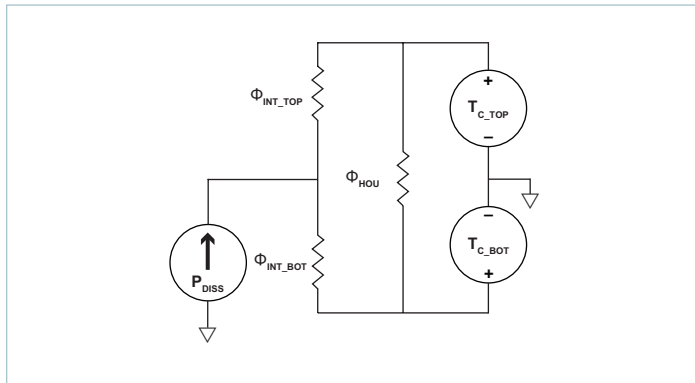 Φ_INT_TOP
+
T_C_TOP
–
Φ_HOU
–
T_C_BOT
+
Φ_INT_BOT
P_DISS